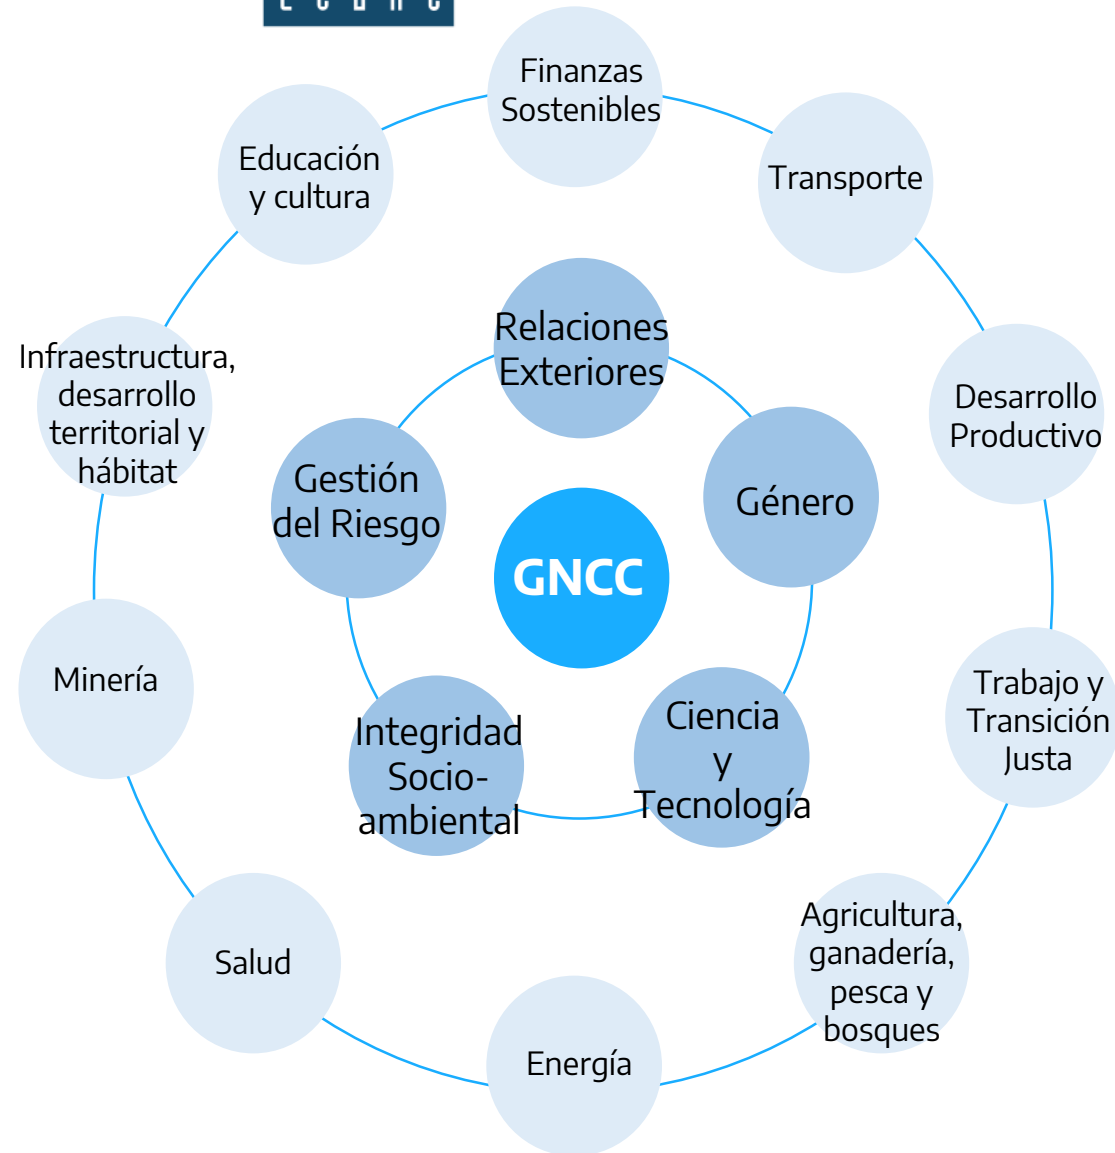 Finanzas
Sostenibles
Educación
y cultura
Transporte
Relaciones
Exteriores
Infraestructura,
desarrollo
territorial y
hábitat
Desarrollo
Productivo
Gestión
del Riesgo
Género
GNCC
Minería
Trabajo y
Transición
Justa
Integridad
Socio-
ambiental
Ciencia
y
Tecnología
Salud
Agricultura,
ganadería,
pesca y
bosques
Energía